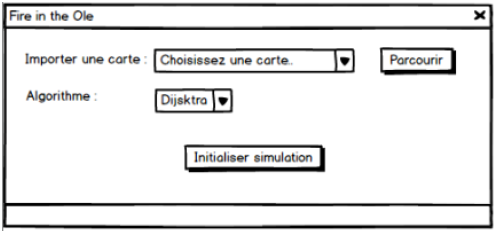 Fire in the Ole
Importer une carte : Choisissez une carte.. Parcourir
Algorithme : Dijsktra
Initialiser simulation